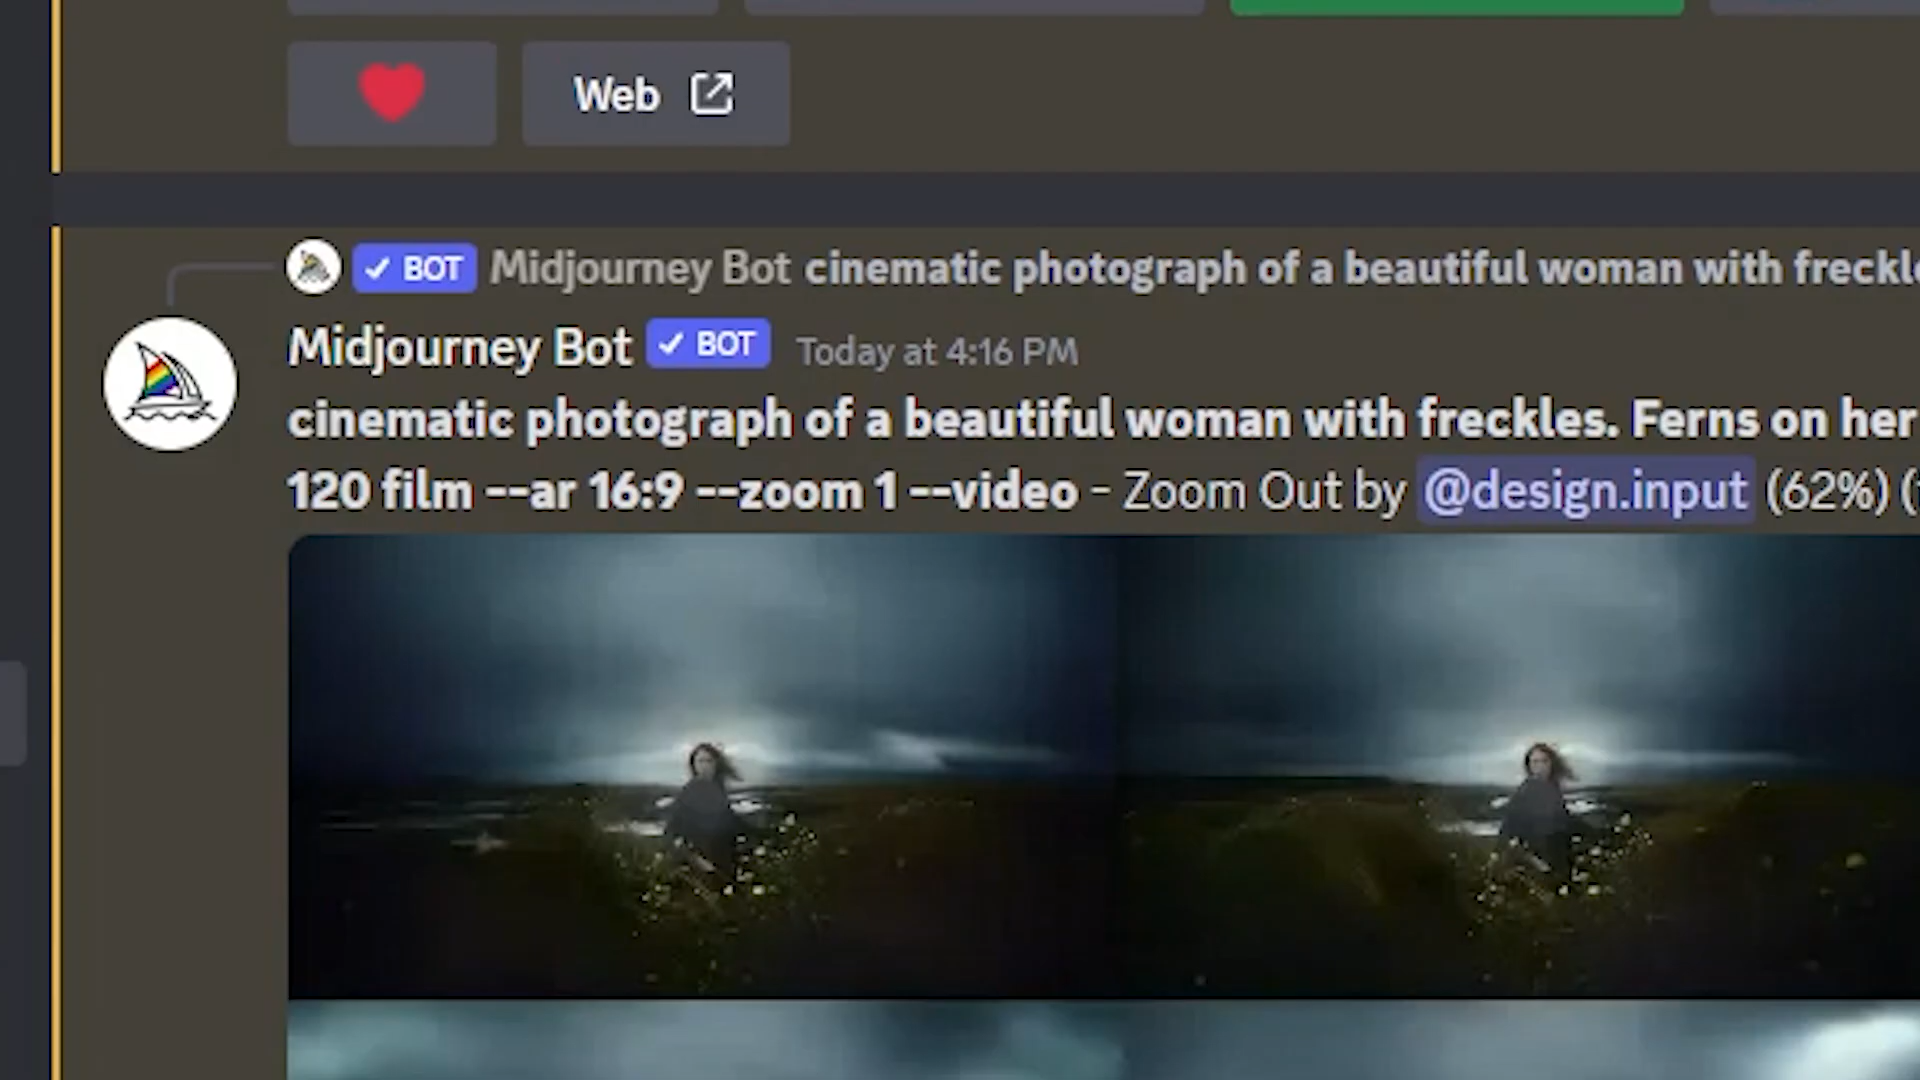 Web
BOT Midjourney Bot cinematic photograph of a beautiful woman with
Midjourney Bot BOT Today at 4:16 PM
cinematic photograph of a beautiful woman with freckles. Ferns on her
120 film --ar 16:9 --zoom 1 --video - Zoom Out by @design.input (62%) (